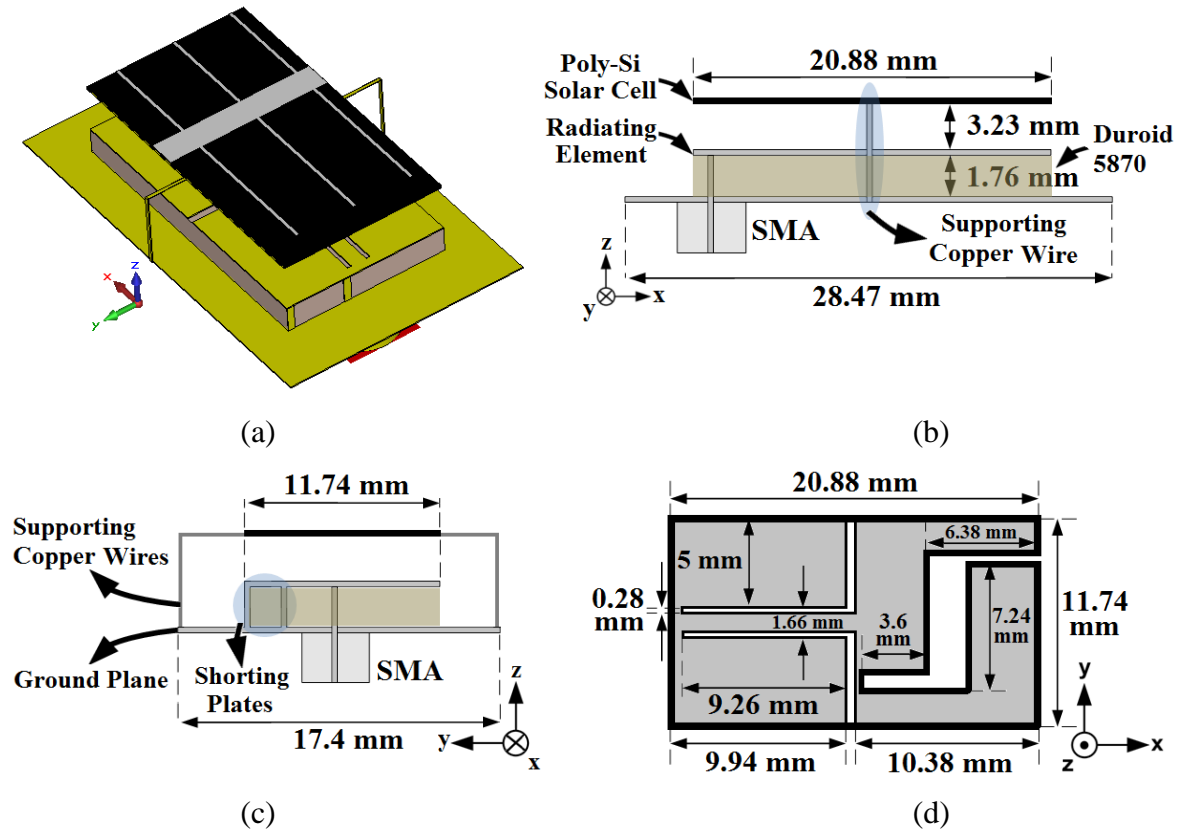 x
y
z
(a)
Poly-Si
Solar Cell
20.88 mm
3.23 mm
Radiating
Element
Duroid
5870
1.76 mm
SMA
Supporting
Copper Wire
z
y
x
28.47 mm
(b)
11.74 mm
Supporting
Copper Wires
Ground Plane
Shorting
Plates
SMA
17.4 mm
z
y
x
(c)
20.88 mm
5 mm
6.38 mm
0.28
mm
1.66 mm
3.6
mm
7.24
mm
11.74
mm
9.26 mm
9.94 mm
10.38 mm
y
z
x
(d)